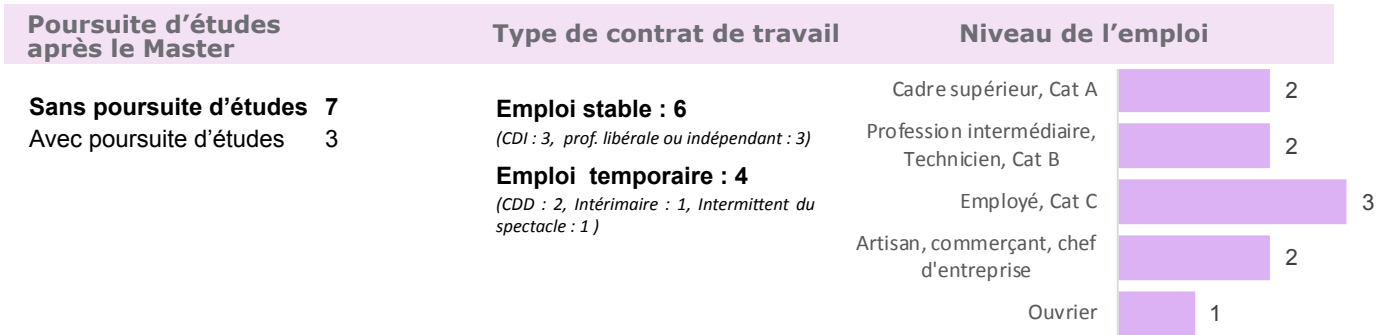 Poursuite d'études
après le Master
Sans poursuite d'études 7
Avec poursuite d'études 3
Type de contrat de travail
Emploi stable : 6
(CDI : 3, prof. libérale ou indépendant : 3)
Emploi temporaire : 4
(CDD : 2, Intérimaire : 1, Intermittent du
spectacle : 1 )
Niveau de l'emploi
Cadre supérieur, Cat A 2
Profession intermédiaire,
Technicien, Cat B 2
Employé, Cat C 3
Artisan, commerçant, chef
d'entreprise 2
Ouvrier 1